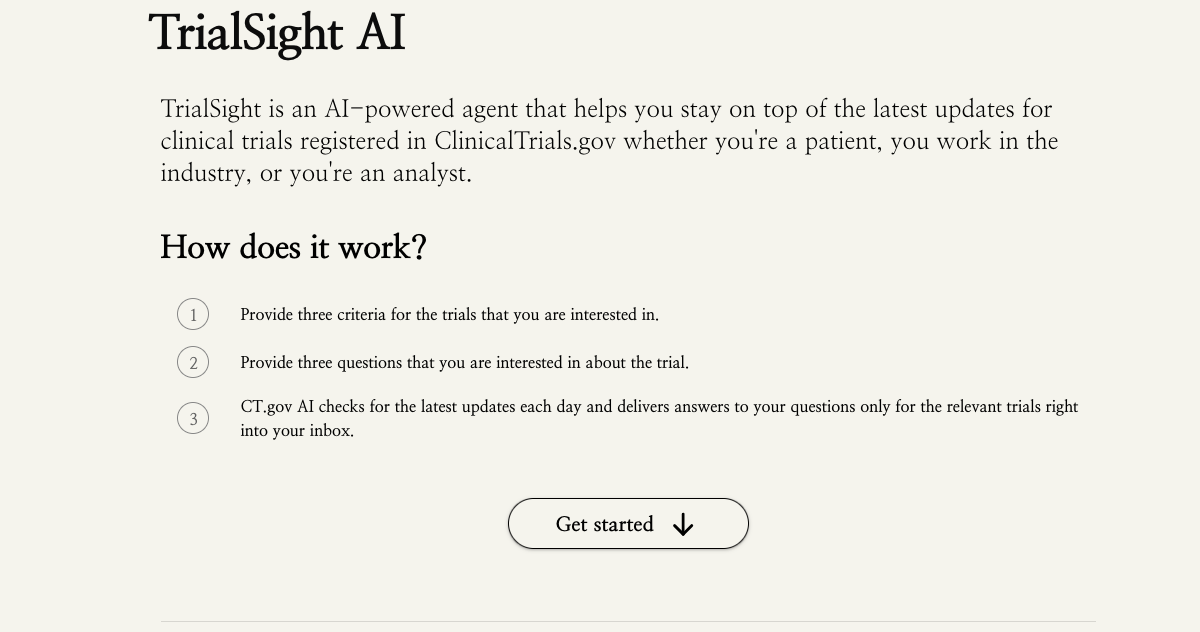 TrialSight AI
TrialSight is an AI-powered agent that helps you stay on top of the latest updates for
clinical trials registered in ClinicalTrials.gov whether you're a patient, you work in the
industry, or you're an analyst.
How does it work?
1 Provide three criteria for the trials that you are interested in.
2 Provide three questions that you are interested in about the trial.
3 CT.gov AI checks for the latest updates each day and delivers answers to your questions only for the relevant trials right
into your inbox.
Get started